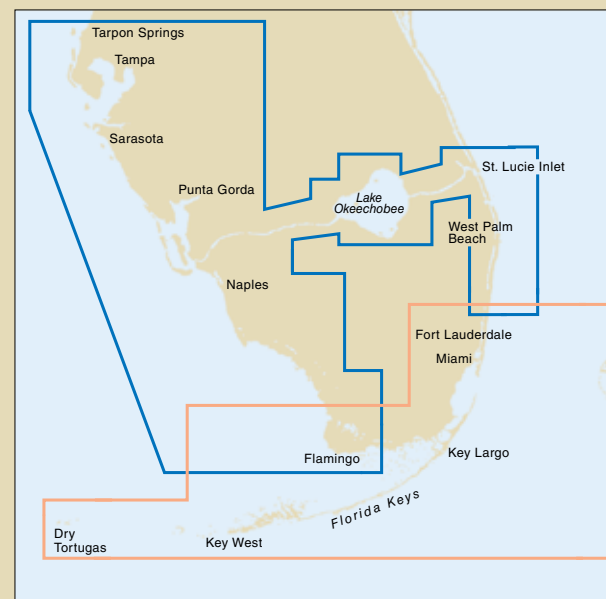 Tarpon Springs
Tampa
Sarasota
St. Lucie Inlet
Punta Gorda
Lake
Okeechobee
West Palm
Beach
Naples
Fort Lauderdale
Miami
Key Largo
Flamingo
Florida Keys
Dry
Tortugas
Key West